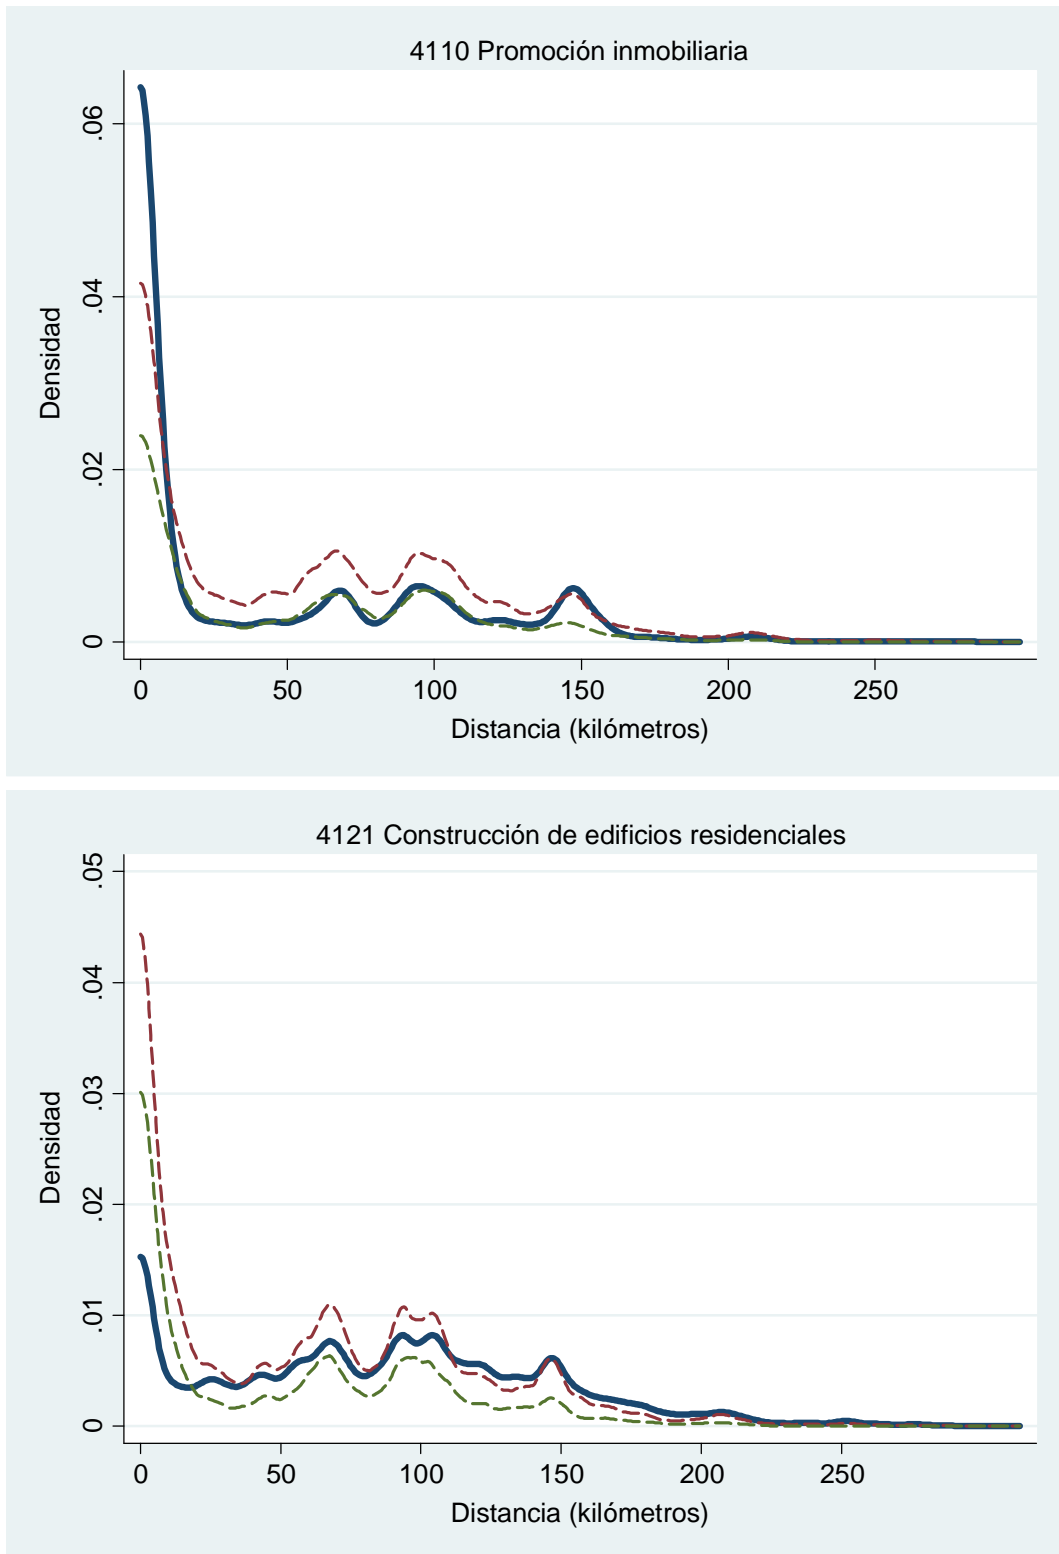 4110 Promoción inmobiliaria
.06
.04
.02
0
Densidad
0 50 100 150 200 250
Distancia (kilómetros)
4121 Construcción de edificios residenciales
.05
.04
.03
.02
.01
0
Densidad
0 50 100 150 200 250
Distancia (kilómetros)